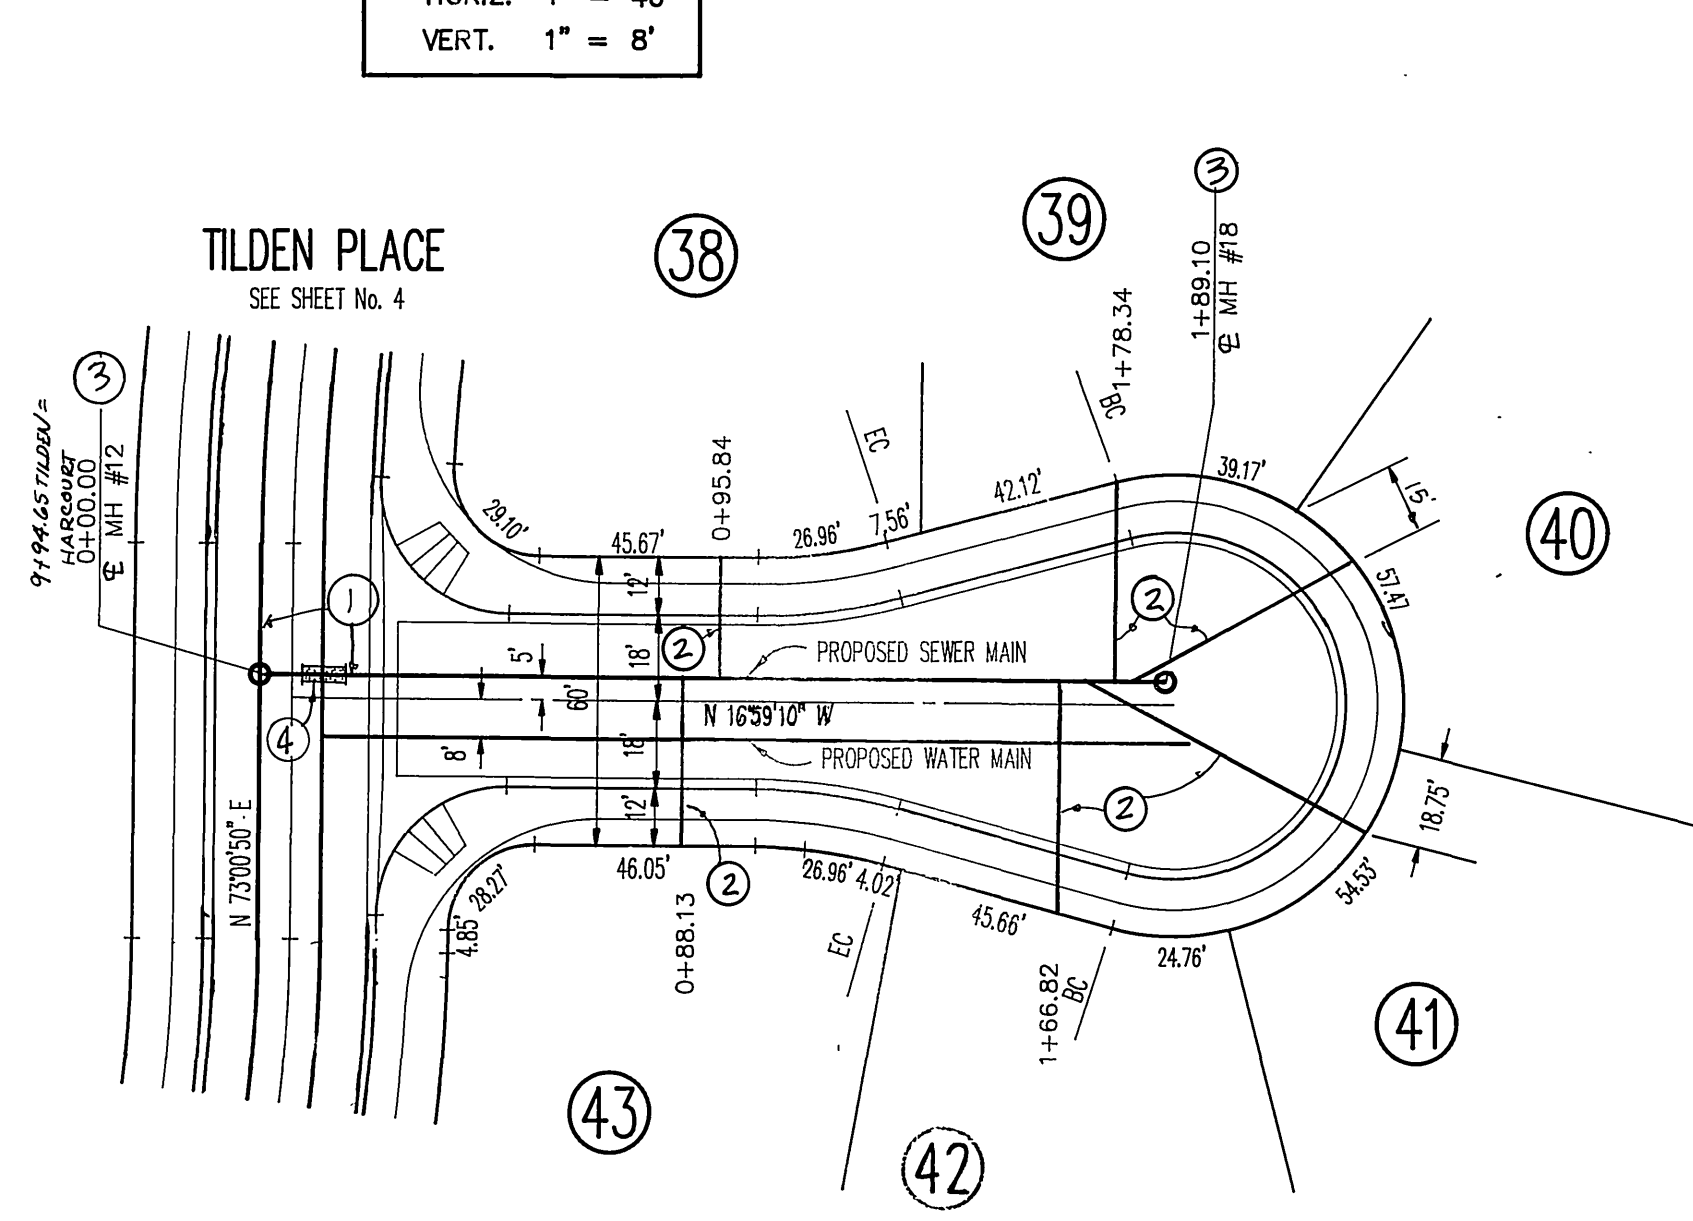 VERT. 1" = 8'
TILDEN PLACE
SEE SHEET No. 4
38
39
3
1+89.10
℄ MH #18
BC 1+78.34
3
9+94.65 TILDEN =
HARCOURT
0+00.00
℄ MH #12
EC
0+95.84
39.17'
15'
40
42.12'
7.56'
26.96'
45.67'
29.10'
57.47
12'
1
2
2
18'
5'
60'
PROPOSED SEWER MAIN
N 16°59'10" W
4
8'
18'
PROPOSED WATER MAIN
2
12'
18.75'
N 73°00'50" E
46.05'
2
26.96'
4.02'
28.27'
4.85'
54.53'
45.66'
0+88.13
EC
24.76'
1+66.82
BC
41
43
42